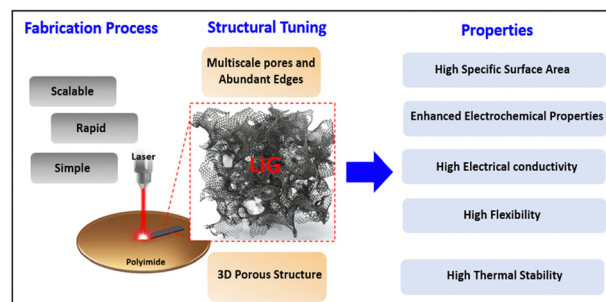 Fabrication Process
Structural Tuning
Properties
Scalable
Rapid
Simple
Laser
Polyimide
Multiscale pores and
Abundant Edges
LIG
3D Porous Structure
High Specific Surface Area
Enhanced Electrochemical Properties
High Electrical conductivity
High Flexibility
High Thermal Stability